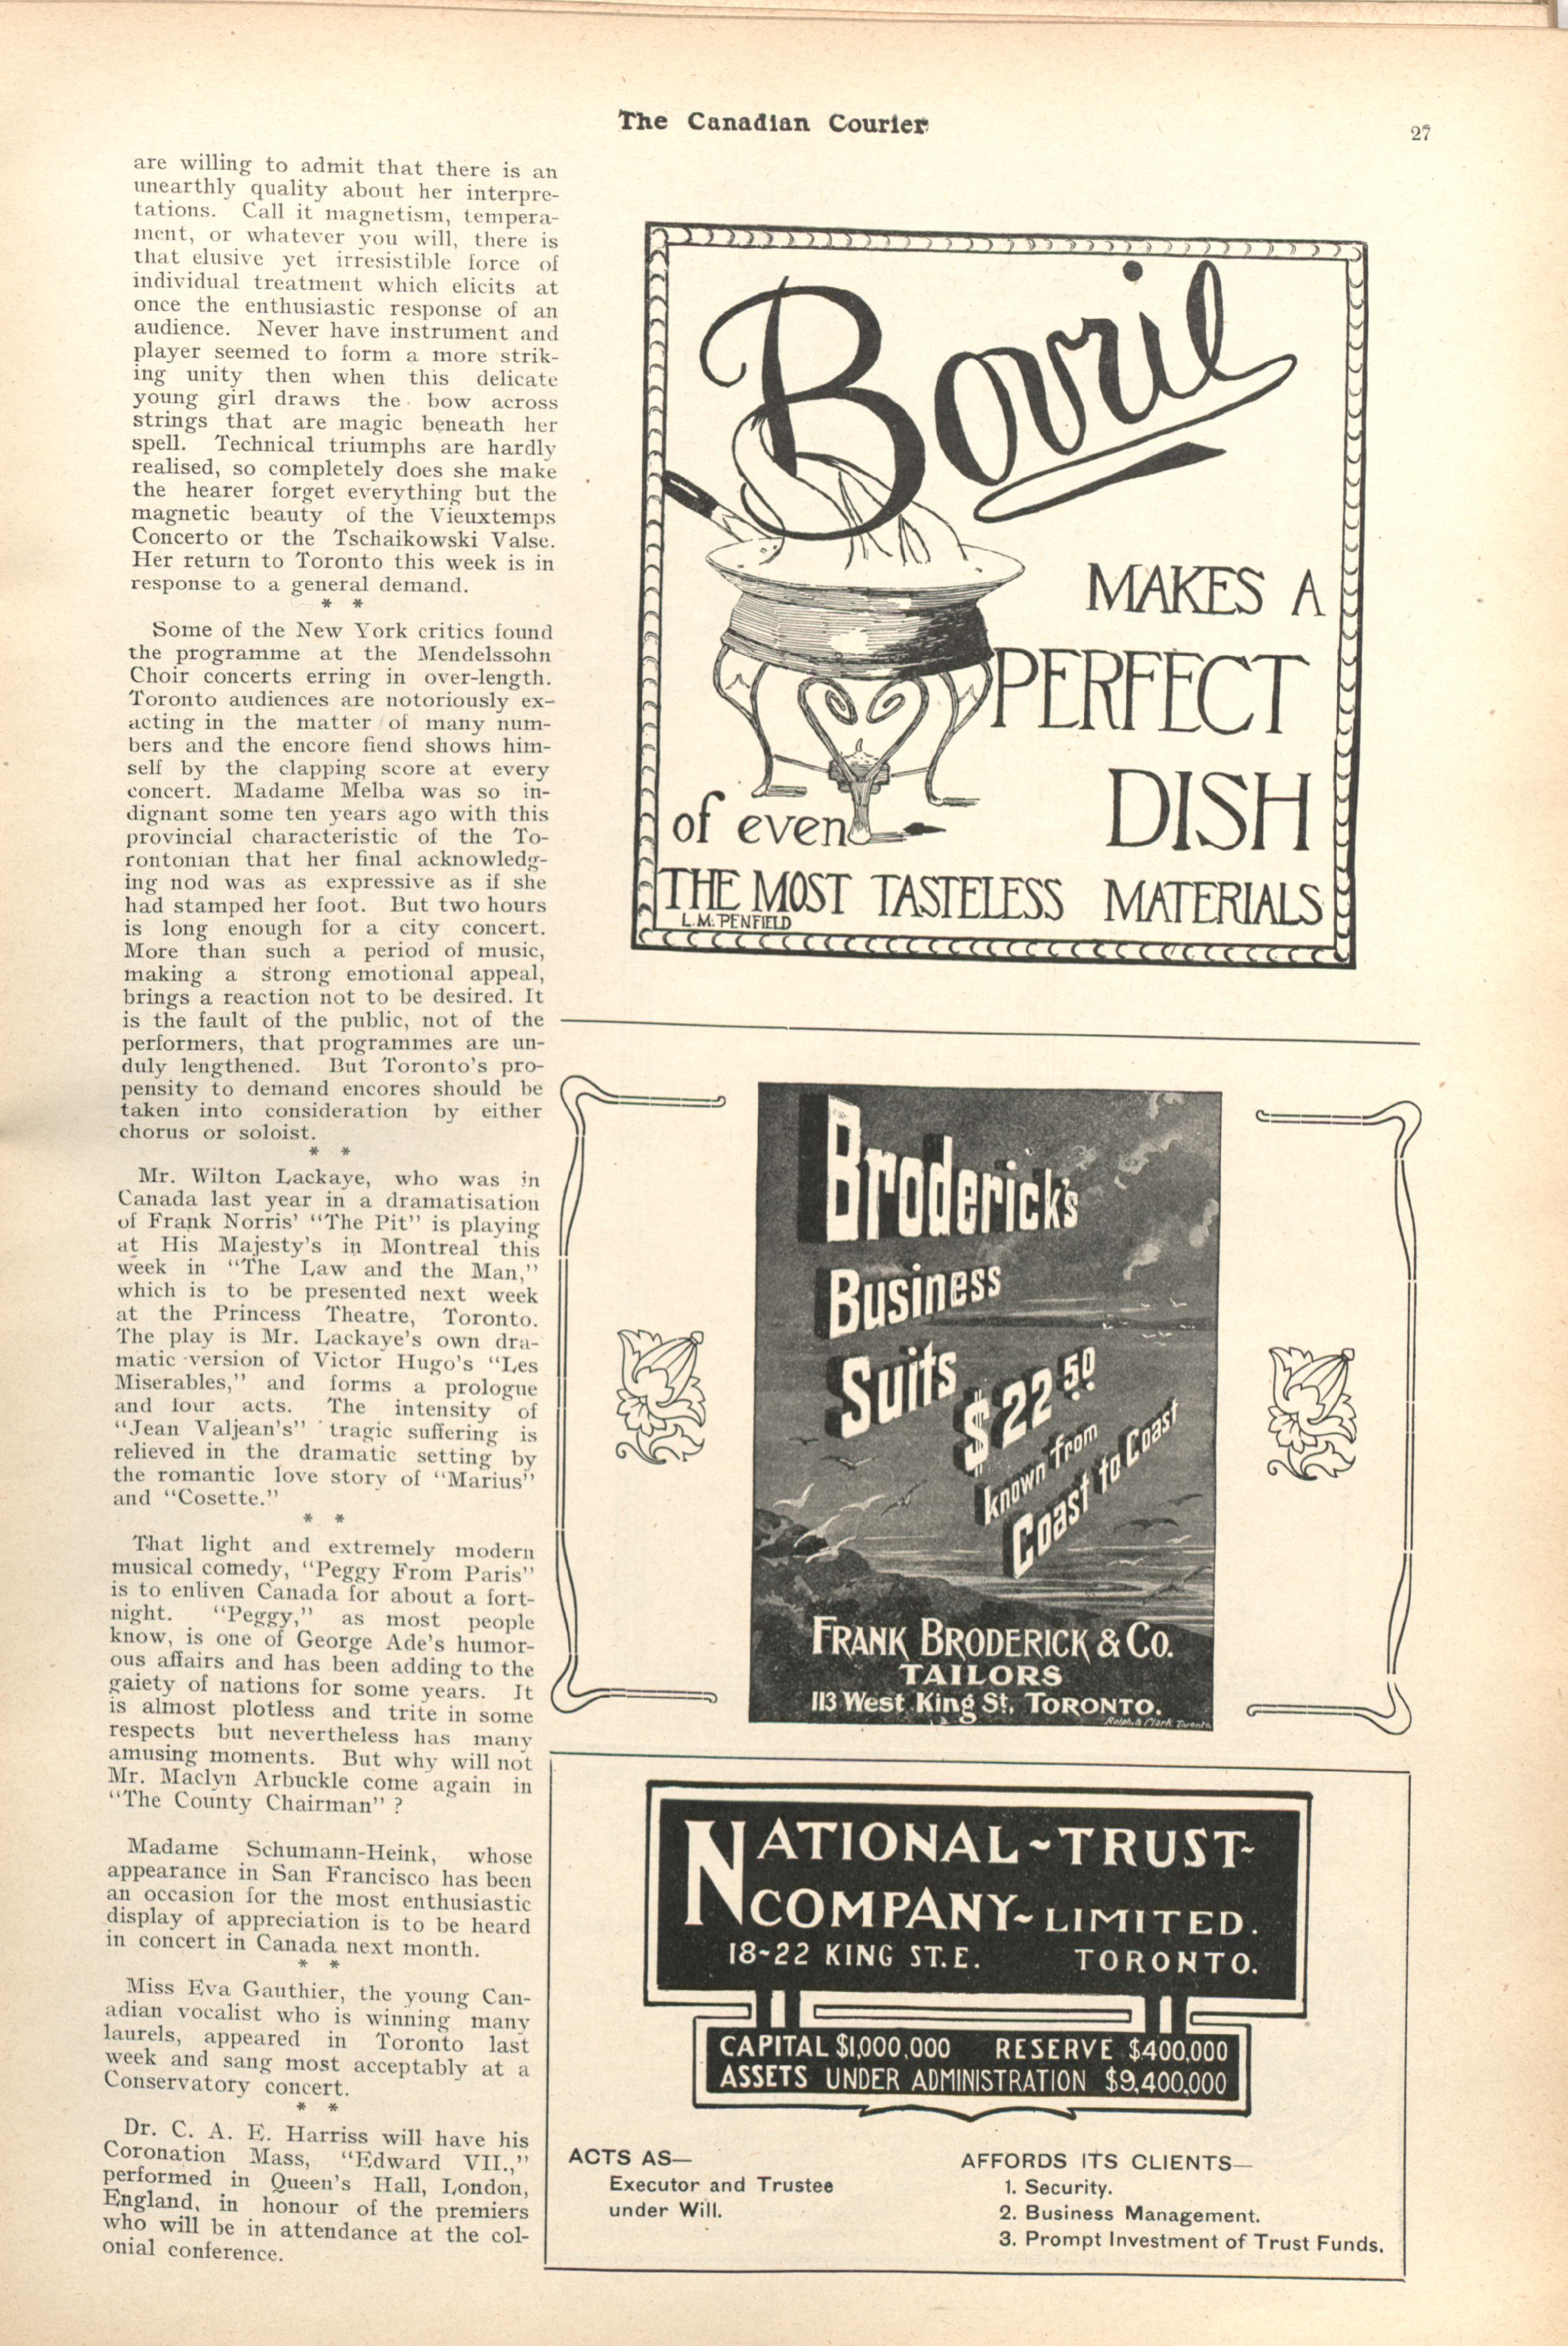 The Canadian Courier
27
are willing to admit that there is an
unearthly quality about her interpre-
tations. Call it magnetism, tempera-
ment, or whatever you will, there is
that elusive yet irresistible force of
individual treatment which elicits at
once the enthusiastic response of an
audience. Never have instrument and
player seemed to form a more strik-
ing unity then when this delicate
young girl draws the bow across
strings that are magic beneath her
spell. Technical triumphs are hardly
realised, so completely does she make
the hearer forget everything but the
magnetic beauty of the Vieuxtemps
Concerto or the Tschaikowski Valse.
Her return to Toronto this week is in
response to a general demand.
* *
Some of the New York critics found
the programme at the Mendelssohn
Choir concerts erring in over-length.
Toronto audiences are notoriously ex-
acting in the matter of many num-
bers and the encore fiend shows him-
self by the clapping score at every
concert. Madame Melba was so in-
dignant some ten years ago with this
provincial characteristic of the To-
rontonian that her final acknowledg-
ing nod was as expressive as if she
had stamped her foot. But two hours
is long enough for a city concert.
More than such a period of music,
making a strong emotional appeal,
brings a reaction not to be desired. It
is the fault of the public, not of the
performers, that programmes are un-
duly lengthened. But Toronto's pro-
pensity to demand encores should be
taken into consideration by either
chorus or soloist.
* *
Mr. Wilton Lackaye, who was in
Canada last year in a dramatisation
of Frank Norris' "The Pit" is playing
at His Majesty's in Montreal this
week in "The Law and the Man,"
which is to be presented next week
at the Princess Theatre, Toronto.
The play is Mr. Lackaye's own dra-
matic version of Victor Hugo's "Les
Miserables," and forms a prologue
and four acts. The intensity of
"Jean Valjean's" tragic suffering is
relieved in the dramatic setting by
the romantic love story of "Marius"
and "Cosette."
* *
That light and extremely modern
musical comedy, "Peggy From Paris"
is to enliven Canada for about a fort-
night. "Peggy," as most people
know, is one of George Ade's humor-
ous affairs and has been adding to the
gaiety of nations for some years. It
is almost plotless and trite in some
respects but nevertheless has many
amusing moments. But why will not
Mr. Maclyn Arbuckle come again in
"The County Chairman" ?
Madame Schumann-Heink, whose
appearance in San Francisco has been
an occasion for the most enthusiastic
display of appreciation is to be heard
in concert in Canada next month.
* *
Miss Eva Gauthier, the young Can-
adian vocalist who is winning many
laurels, appeared in Toronto last
week and sang most acceptably at a
Conservatory concert.
* *
Dr. C. A. E. Harriss will have his
Coronation Mass, "Edward VII.,"
performed in Queen's Hall, London,
England, in honour of the premiers
who will be in attendance at the col-
onial conference.
Bovril
MAKES A
PERFECT
DISH
of even
THE MOST TASTELESS MATERIALS
L.M. PENFIELD
Broderick's
Business
Suits
$22.50
known from
Coast to Coast
FRANK BRODERICK & CO.
TAILORS
113 West King St., TORONTO.
Rolph & Clark Toronto
NATIONAL~TRUST-
COMPANY~LIMITED.
18~22 KING ST. E. TORONTO.
CAPITAL $1,000,000 RESERVE $400,000
ASSETS UNDER ADMINISTRATION $9,400,000
ACTS AS—
Executor and Trustee
under Will.
AFFORDS ITS CLIENTS—
1. Security.
2. Business Management.
3. Prompt Investment of Trust Funds.